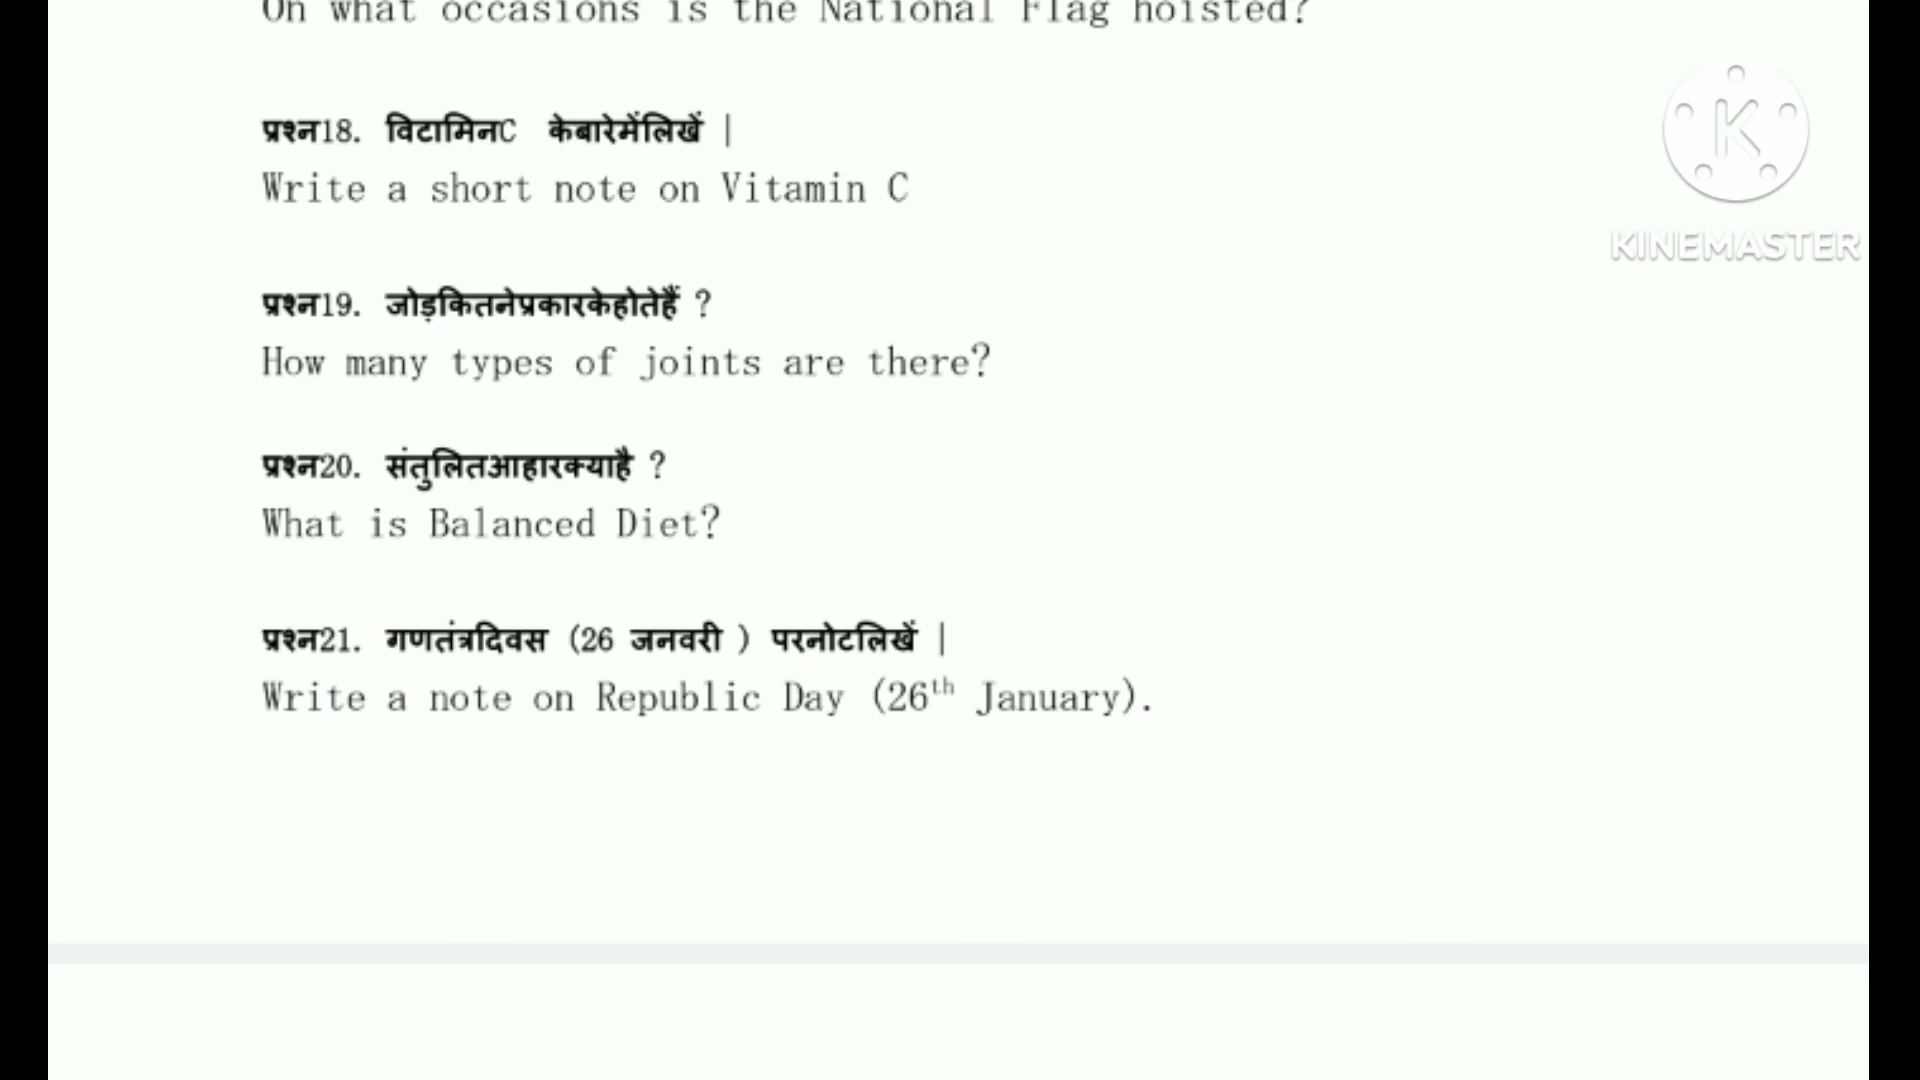 On what occasions is the National Flag hoisted?
प्रश्न18. विटामिनC केबारेमेंलिखें |
Write a short note on Vitamin C
K
KINEMASTER
प्रश्न19. जोड़कितनेप्रकारकेहोतेहैं ?
How many types of joints are there?
प्रश्न20. संतुलितआहारक्याहै ?
What is Balanced Diet?
प्रश्न21. गणतंत्रदिवस (26 जनवरी ) परनोटलिखें |
Write a note on Republic Day (26th January).